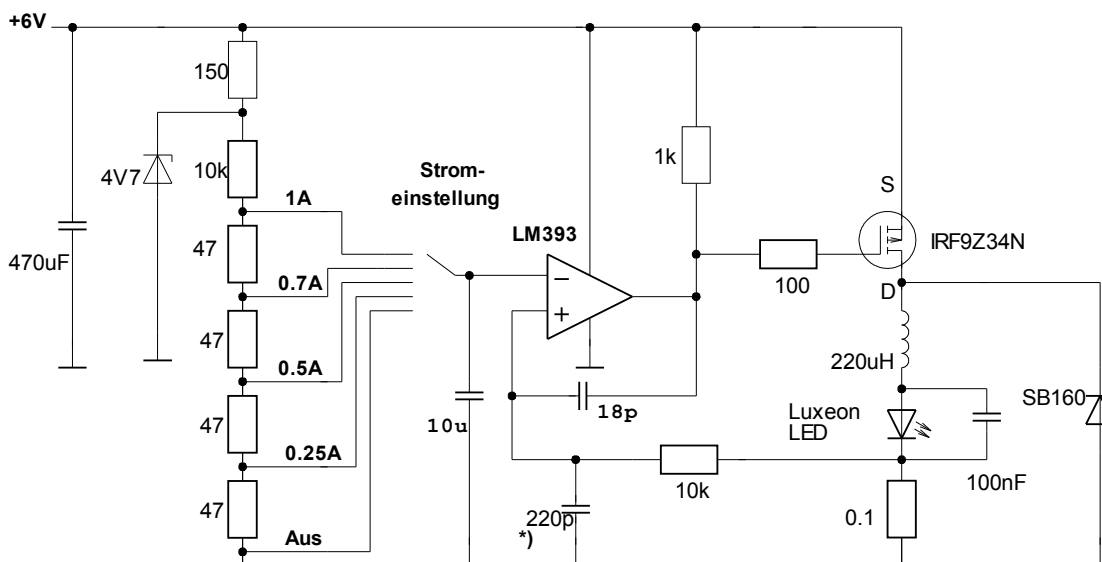 +6V
150
4V7
10k
470uF
1A
47
0.7A
47
0.5A
47
0.25A
47
Aus
Strom-
einstellung
LM393
−
+
10u
18p
220p
*)
10k
1k
100
S
IRF9Z34N
D
220uH
Luxeon
LED
100nF
0.1
SB160